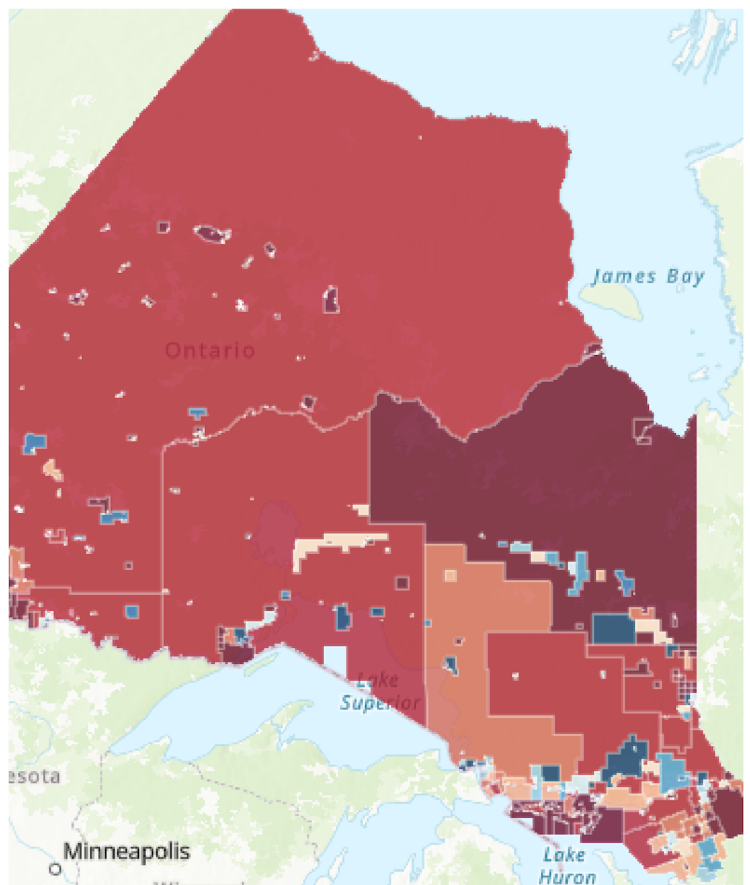 James Bay
Ontario
Lake
Superior
esota
Minneapolis
Lake
Huron